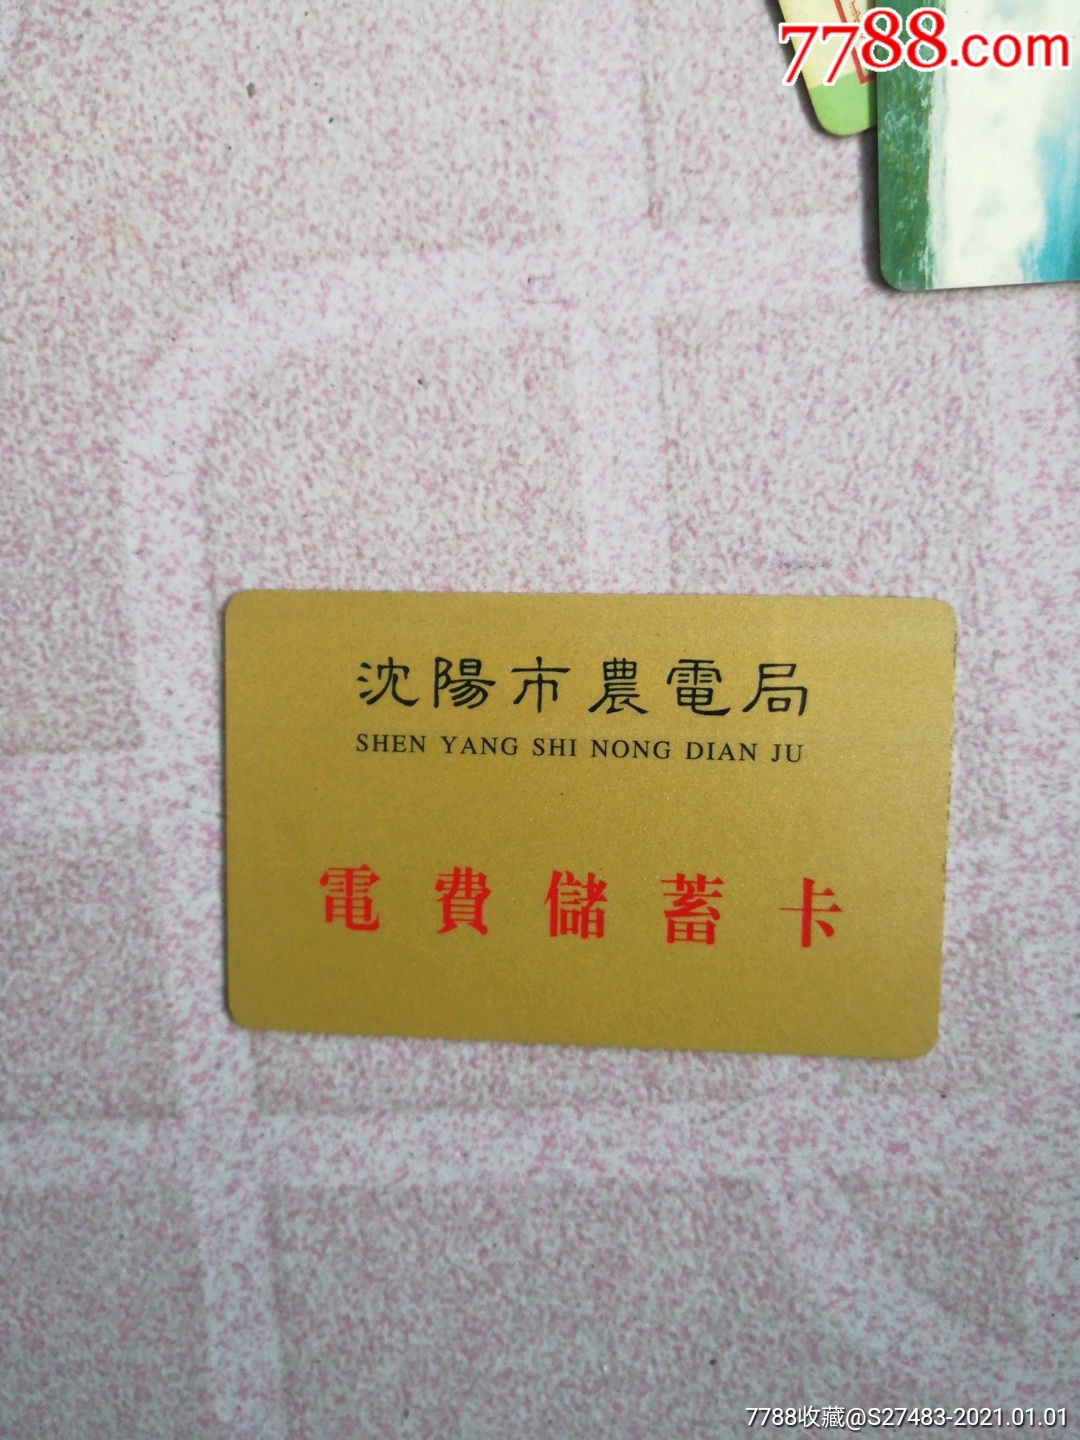 7788.com
沈陽市農電局
SHEN YANG SHI NONG DIAN JU
電費儲蓄卡
7788收藏@S27483-2021.01.01